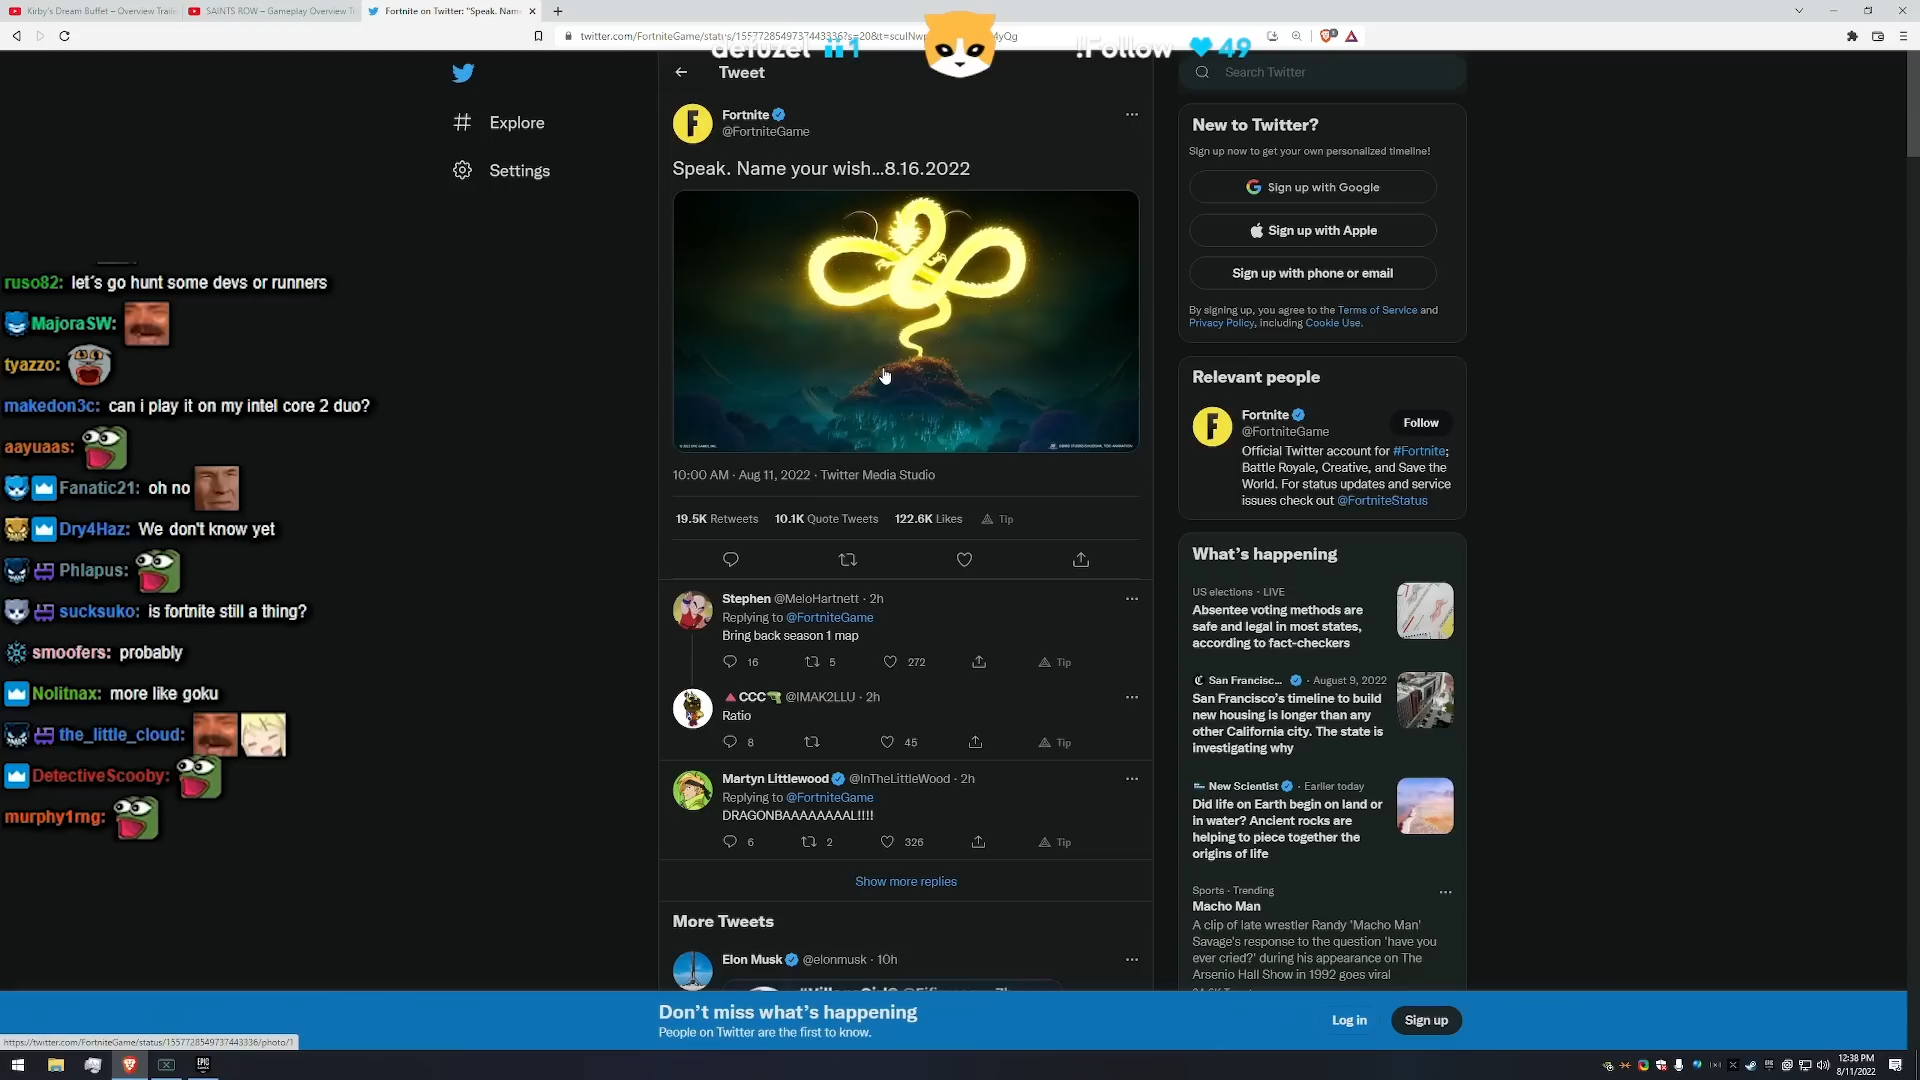 Kirby's Dream Buffet – Overview Traile
SAINTS ROW – Gameplay Overview Tr
Fortnite on Twitter: "Speak. Nam
defuzel 1
!Follow 49
Explore
Settings
Tweet
Fortnite
@FortniteGame
Speak. Name your wish...8.16.2022
10:00 AM · Aug 11, 2022 · Twitter Media Studio
19.5K Retweets 10.1K Quote Tweets 122.6K Likes Tip
Stephen @MeloHartnett · 2h
Replying to @FortniteGame
Bring back season 1 map
16 5 272 Tip
CCC @IMAK2LLU · 2h
Ratio
8 45 Tip
Martyn Littlewood @InTheLittleWood · 2h
Replying to @FortniteGame
DRAGONBAAAAAAAAL!!!!
6 2 326 Tip
Show more replies
More Tweets
Elon Musk @elonmusk · 10h
Search Twitter
New to Twitter?
Sign up now to get your own personalized timeline!
Sign up with Google
Sign up with Apple
Sign up with phone or email
By signing up, you agree to the Terms of Service and
Privacy Policy, including Cookie Use.
Relevant people
Fortnite
@FortniteGame
Follow
Official Twitter account for #Fortnite;
Battle Royale, Creative, and Save the
World. For status updates and service
issues check out @FortniteStatus
What's happening
US elections · LIVE
Absentee voting methods are
safe and legal in most states,
according to fact-checkers
San Francisc... · August 9, 2022
San Francisco's timeline to build
new housing is longer than any
other California city. The state is
investigating why
New Scientist · Earlier today
Did life on Earth begin on land or
in water? Ancient rocks are
helping to piece together the
origins of life
Sports · Trending
Macho Man
A clip of late wrestler Randy 'Macho Man'
Savage's response to the question 'have you
ever cried?' during his appearance on The
Arsenio Hall Show in 1992 goes viral
ruso82: let´s go hunt some devs or runners
MajoraSW:
tyazzo:
makedon3c: can i play it on my intel core 2 duo?
aayuaas:
Fanatic21: oh no
Dry4Haz: We don't know yet
Phlapus:
sucksuko: is fortnite still a thing?
smoofers: probably
Nolitnax: more like goku
the_little_cloud:
DetectiveScooby:
murphy1rng:
Don't miss what's happening
People on Twitter are the first to know.
Log in
Sign up
https://twitter.com/FortniteGame/status/1557728549737443336/photo/1
EPIC GAMES
12:38 PM
8/11/2022